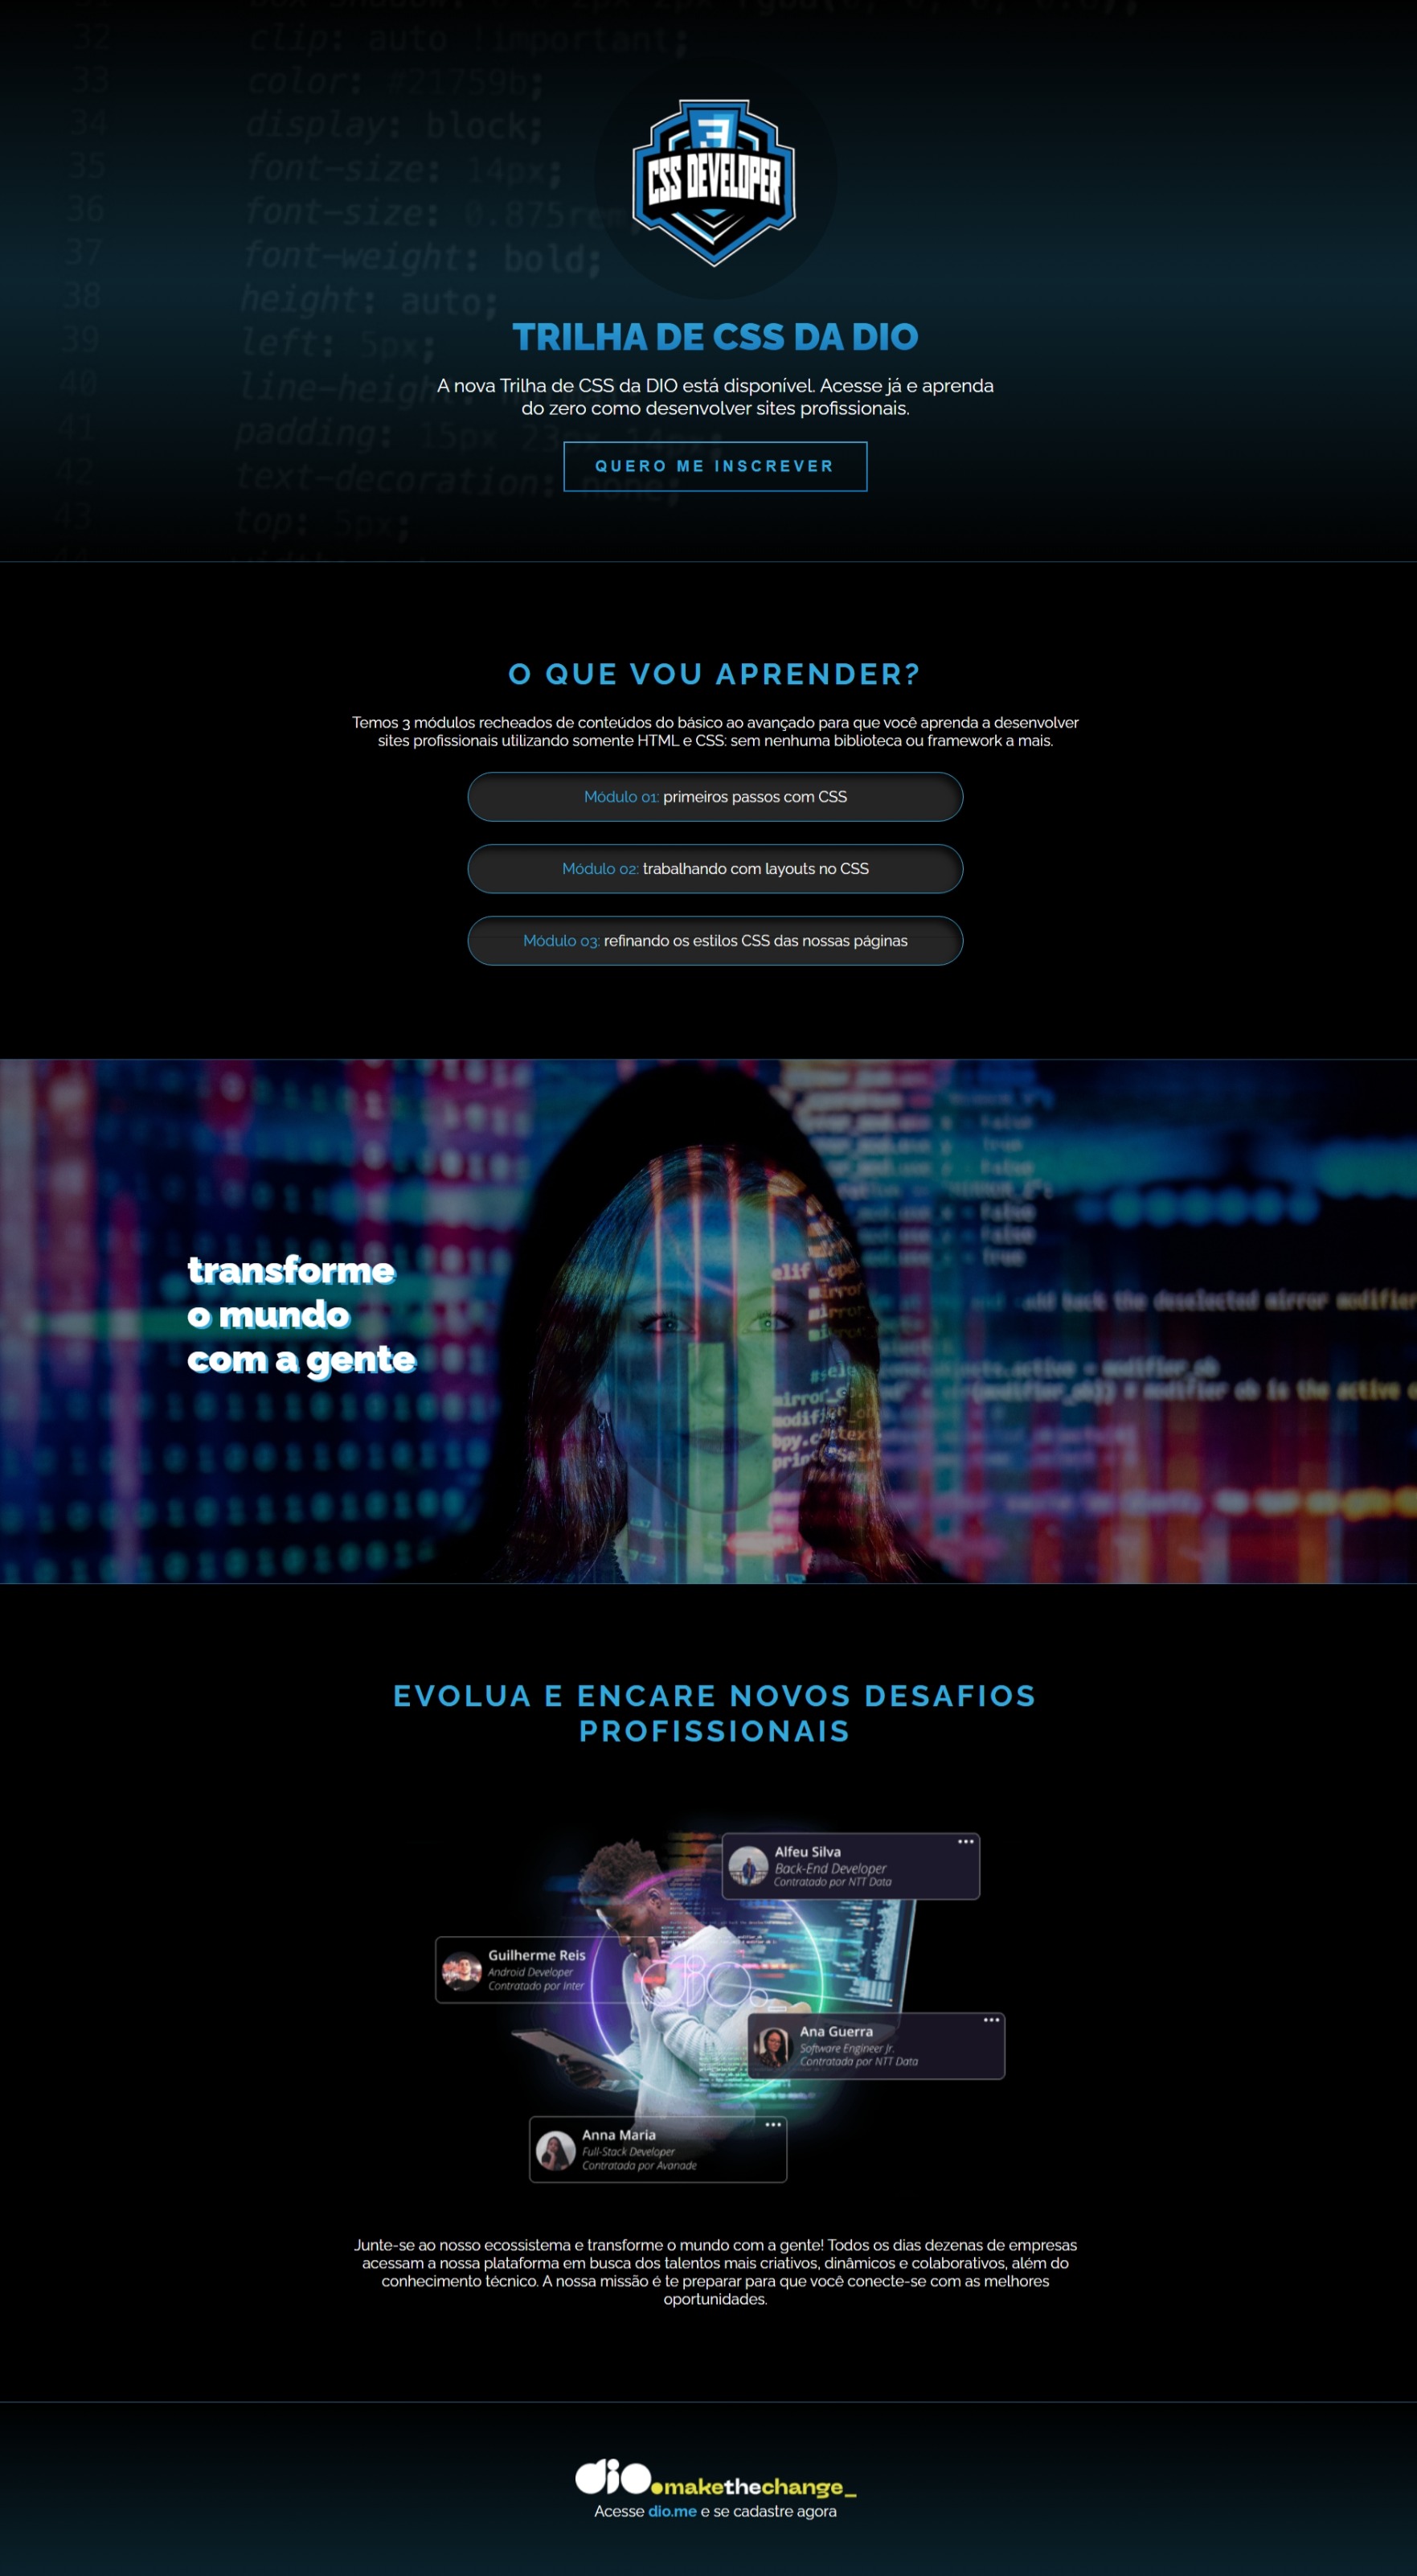 32 clip: auto !important;
33 color: #21759b;
34 display: block;
35 font-size: 14px;
36 font-size: 0.875re
37 font-weight: bold;
38 height: auto;
39 left: 5px;
40 line-height:
41 padding: 15px 23px 14px;
42 text-decoration: none;
43 top: 5px;
44
3
CSS DEVELOPER
TRILHA DE CSS DA DIO
A nova Trilha de CSS da DIO está disponível. Acesse já e aprenda
do zero como desenvolver sites profissionais.
QUERO ME INSCREVER
O QUE VOU APRENDER?
Temos 3 módulos recheados de conteúdos do básico ao avançado para que você aprenda a desenvolver
sites profissionais utilizando somente HTML e CSS: sem nenhuma biblioteca ou framework a mais.
Módulo 01: primeiros passos com CSS
Módulo 02: trabalhando com layouts no CSS
Módulo 03: refinando os estilos CSS das nossas páginas
transforme
o mundo
com a gente
EVOLUA E ENCARE NOVOS DESAFIOS
PROFISSIONAIS
Alfeu Silva
Back-End Developer
Contratado por NTT Data
Guilherme Reis
Android Developer
Contratado por Inter
dio.
Ana Guerra
Software Engineer Jr.
Contratada por NTT Data
Anna Maria
Full-Stack Developer
Contratada por Avanade
Junte-se ao nosso ecossistema e transforme o mundo com a gente! Todos os dias dezenas de empresas
acessam a nossa plataforma em busca dos talentos mais criativos, dinâmicos e colaborativos, além do
conhecimento técnico. A nossa missão é te preparar para que você conecte-se com as melhores
oportunidades.
dio.makethechange_
Acesse dio.me e se cadastre agora